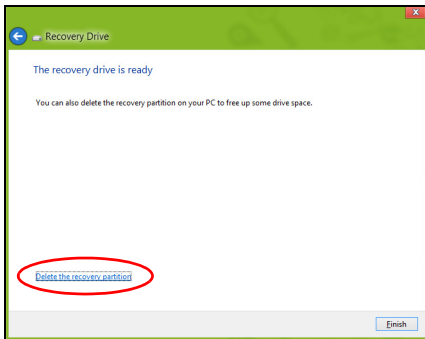 x
Recovery Drive
The recovery drive is ready
You can also delete the recovery partition on your PC to free up some drive space.
Delete the recovery partition
Finish